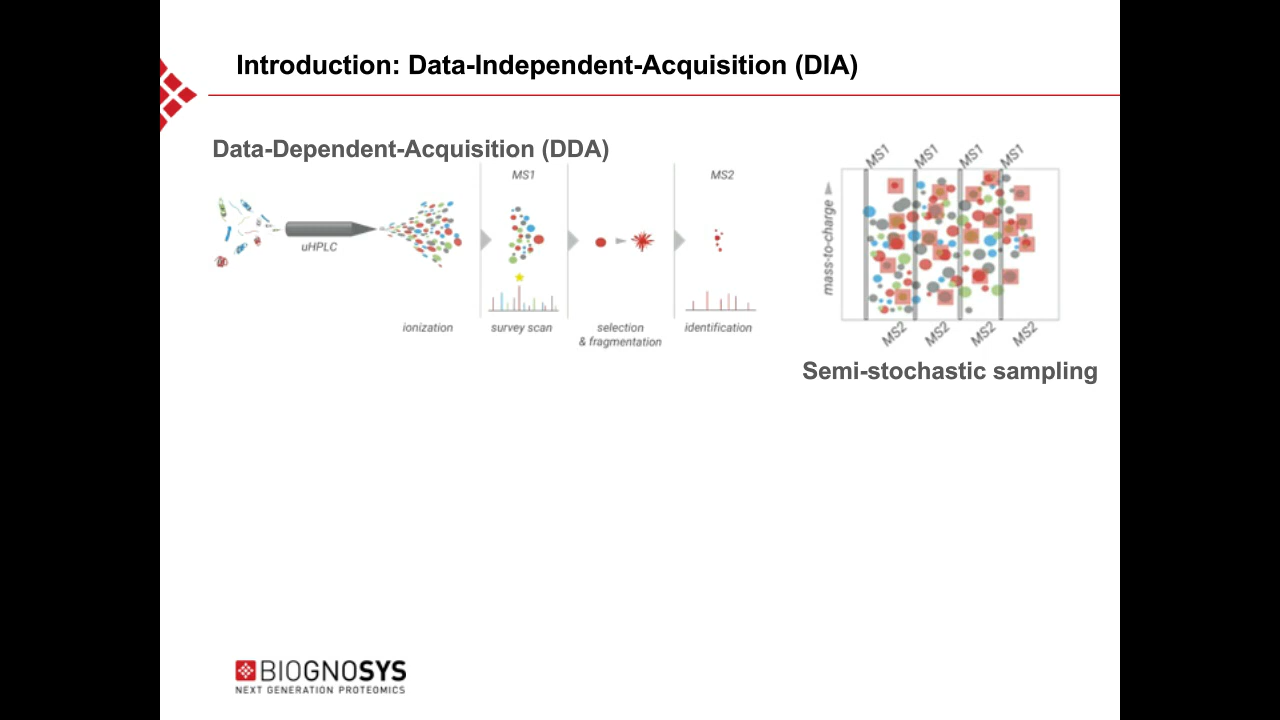 Introduction: Data-Independent-Acquisition (DIA)
Data-Dependent-Acquisition (DDA)
MS1
MS2
uHPLC
ionization
survey scan
selection
& fragmentation
identification
MS1
MS1
MS1
MS1
mass-to-charge
MS2
MS2
MS2
MS2
Semi-stochastic sampling
BIOGNOSYS
NEXT GENERATION PROTEOMICS